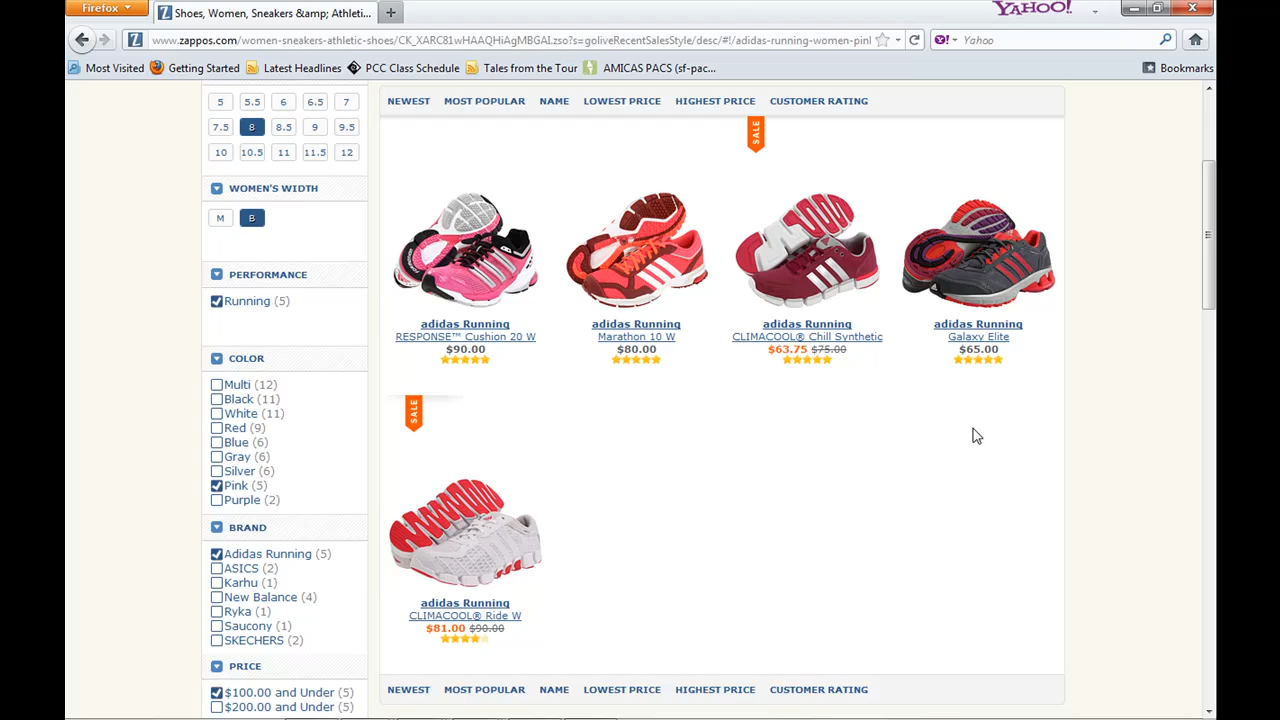 Firefox
Shoes, Women, Sneakers &amp; Athleti...
YAHOO!
www.zappos.com/women-sneakers-athletic-shoes/CK_XARC81wHAAQHiAgMBGAI.zso?s=goliveRecentSalesStyle/desc/#!/adidas-running-women-pinl
Yahoo
Most Visited
Getting Started
Latest Headlines
PCC Class Schedule
Tales from the Tour
AMICAS PACS (sf-pac...
Bookmarks
5 5.5 6 6.5 7
7.5 8 8.5 9 9.5
10 10.5 11 11.5 12
WOMEN'S WIDTH
M B
PERFORMANCE
Running (5)
COLOR
Multi (12)
Black (11)
White (11)
Red (9)
Blue (6)
Gray (6)
Silver (6)
Pink (5)
Purple (2)
BRAND
Adidas Running (5)
ASICS (2)
Karhu (1)
New Balance (4)
Ryka (1)
Saucony (1)
SKECHERS (2)
PRICE
$100.00 and Under (5)
$200.00 and Under (5)
NEWEST MOST POPULAR NAME LOWEST PRICE HIGHEST PRICE CUSTOMER RATING
SALE
adidas Running
RESPONSE™ Cushion 20 W
$90.00
adidas Running
Marathon 10 W
$80.00
adidas Running
CLIMACOOL® Chill Synthetic
$63.75 $75.00
adidas Running
Galaxy Elite
$65.00
SALE
adidas Running
CLIMACOOL® Ride W
$81.00 $90.00
NEWEST MOST POPULAR NAME LOWEST PRICE HIGHEST PRICE CUSTOMER RATING